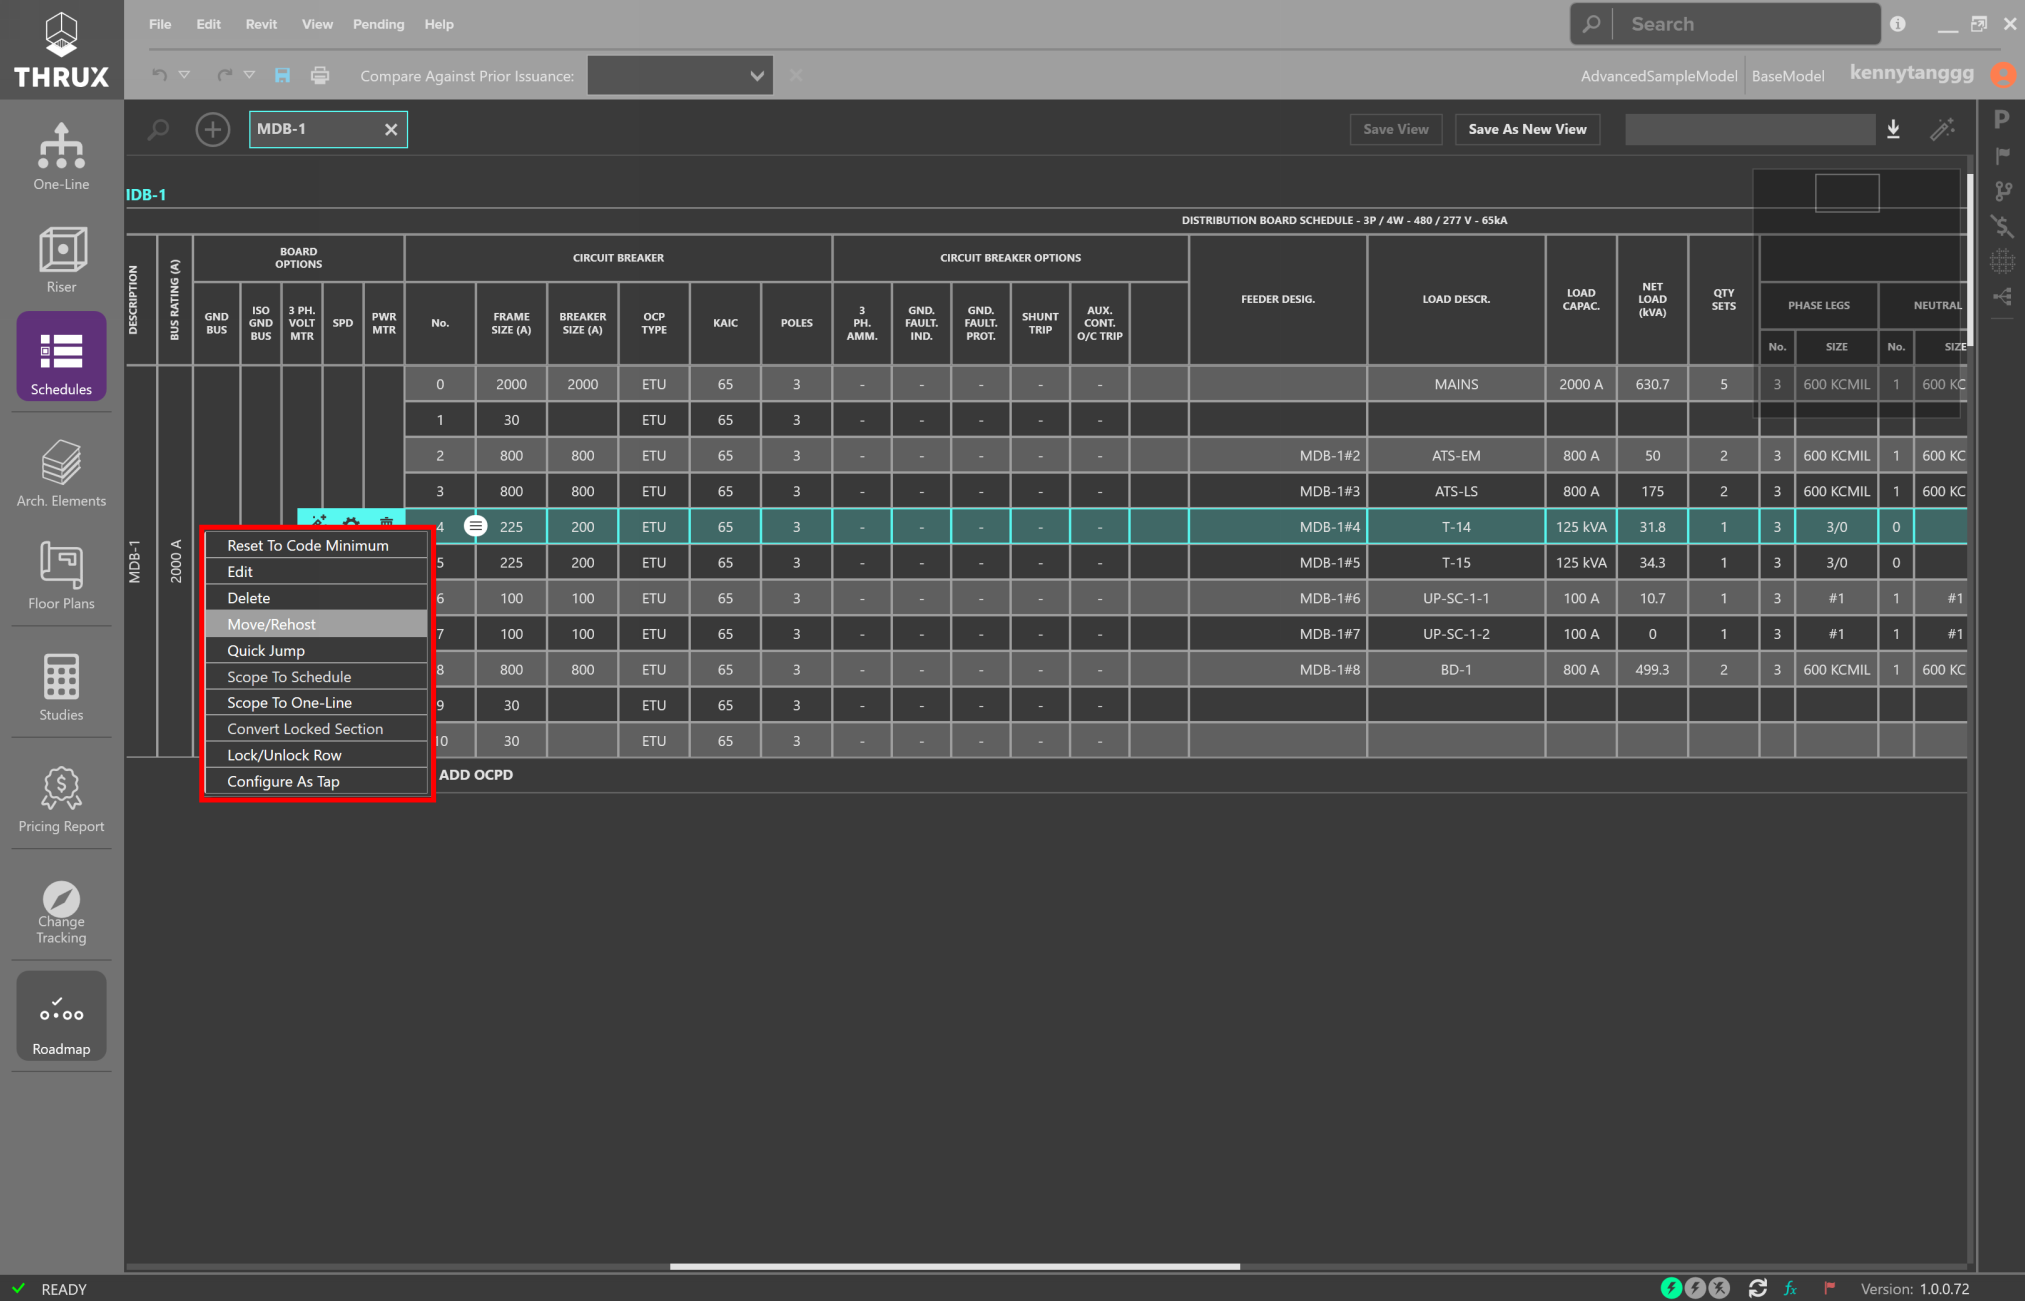 File Edit Revit View Pending Help
Search
THRUX
Compare Against Prior Issuance:
AdvancedSampleModel BaseModel kennytanggg
MDB-1
Save View Save As New View
One-Line
Riser
Schedules
Arch. Elements
Floor Plans
Studies
Pricing Report
Change
Tracking
Roadmap
IDB-1
DISTRIBUTION BOARD SCHEDULE - 3P / 4W - 480 / 277 V - 65kA
DESCRIPTION
BUS RATING (A)
BOARD
OPTIONS
CIRCUIT BREAKER
CIRCUIT BREAKER OPTIONS
FEEDER DESIG.
LOAD DESCR.
LOAD
CAPAC.
NET
LOAD
(kVA)
QTY
SETS
PHASE LEGS NEUTRAL
GND
BUS
ISO
GND
BUS
3 PH.
VOLT
MTR
SPD
PWR
MTR
No.
FRAME
SIZE (A)
BREAKER
SIZE (A)
OCP
TYPE
KAIC
POLES
3
PH.
AMM.
GND.
FAULT.
IND.
GND.
FAULT.
PROT.
SHUNT
TRIP
AUX.
CONT.
O/C TRIP
No. SIZE No. SIZE
MDB-1
2000 A
0 2000 2000 ETU 65 3 - - - - - MAINS 2000 A 630.7 5 3 600 KCMIL 1 600 KC
1 30 ETU 65 3 - - - - -
2 800 800 ETU 65 3 - - - - - MDB-1#2 ATS-EM 800 A 50 2 3 600 KCMIL 1 600 KC
3 800 800 ETU 65 3 - - - - - MDB-1#3 ATS-LS 800 A 175 2 3 600 KCMIL 1 600 KC
4 225 200 ETU 65 3 - - - - - MDB-1#4 T-14 125 kVA 31.8 1 3 3/0 0
5 225 200 ETU 65 3 - - - - - MDB-1#5 T-15 125 kVA 34.3 1 3 3/0 0
6 100 100 ETU 65 3 - - - - - MDB-1#6 UP-SC-1-1 100 A 10.7 1 3 #1 1 #1
7 100 100 ETU 65 3 - - - - - MDB-1#7 UP-SC-1-2 100 A 0 1 3 #1 1 #1
8 800 800 ETU 65 3 - - - - - MDB-1#8 BD-1 800 A 499.3 2 3 600 KCMIL 1 600 KC
9 30 ETU 65 3 - - - - -
10 30 ETU 65 3 - - - - -
ADD OCPD
Reset To Code Minimum
Edit
Delete
Move/Rehost
Quick Jump
Scope To Schedule
Scope To One-Line
Convert Locked Section
Lock/Unlock Row
Configure As Tap
P
READY
fx
Version: 1.0.0.72